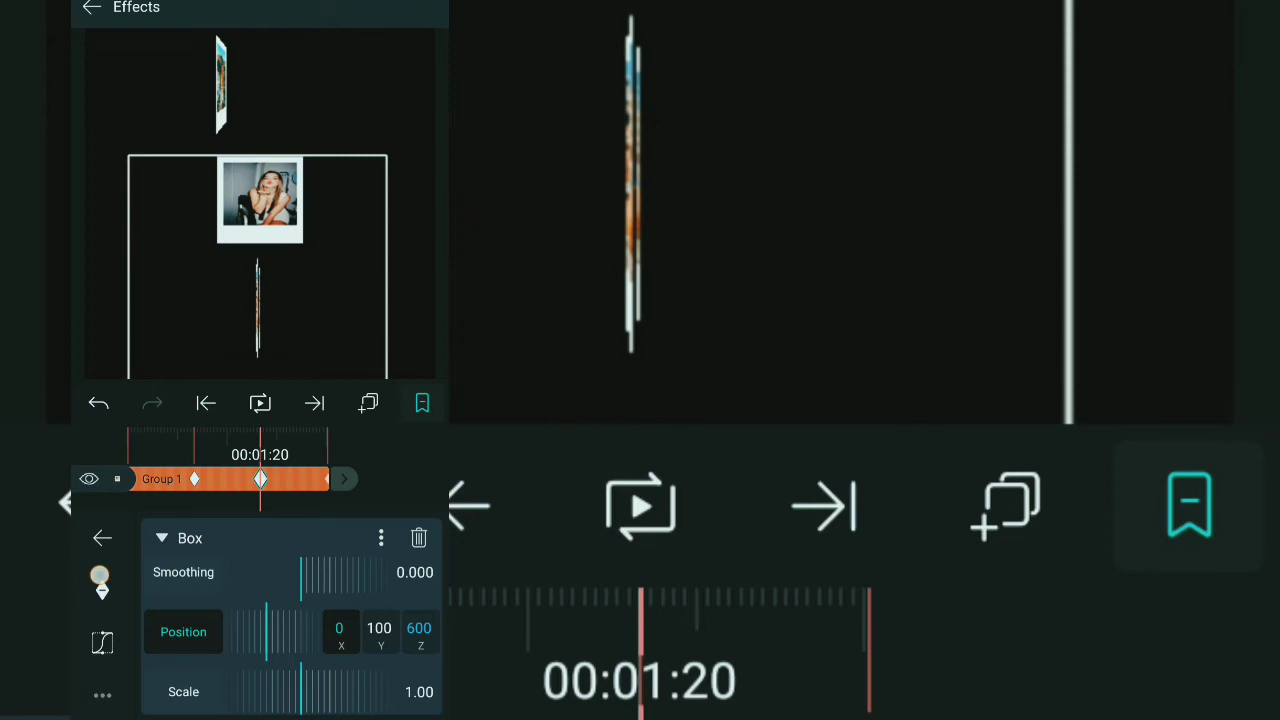 Effects
00:01:20
Group 1
Box
Smoothing 0.000
Position 0 100 600
X Y Z
Scale 1.00
00:01:20